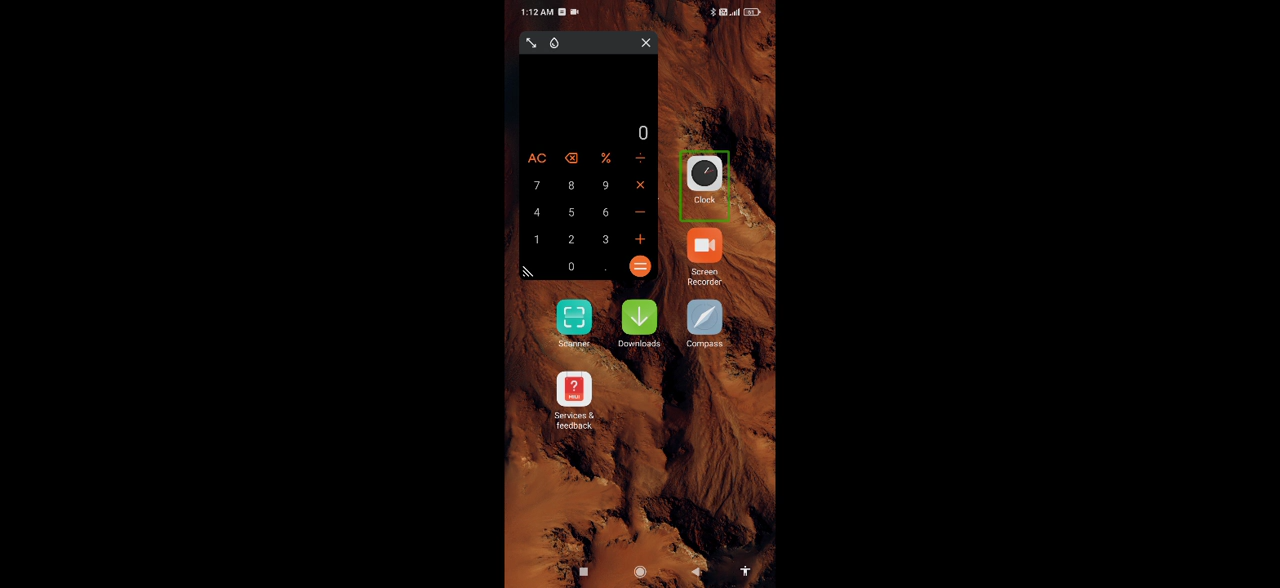 1:12 AM
61
0
AC % ÷
7 8 9 ×
4 5 6 −
1 2 3 +
0 . =
Clock
Screen
Recorder
Scanner
Downloads
Compass
?
Services &
feedback